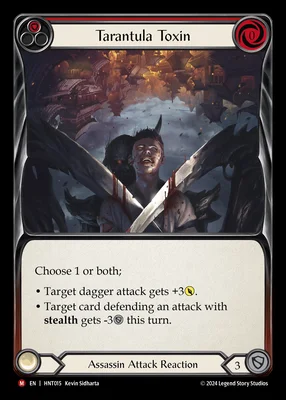 Tarantula Toxin
0
Choose 1 or both;
• Target dagger attack gets +3.
• Target card defending an attack with
stealth gets -3 this turn.
Assassin Attack Reaction
3
M EN | HNT015 Kevin Sidharta
©2024 Legend Story Studios